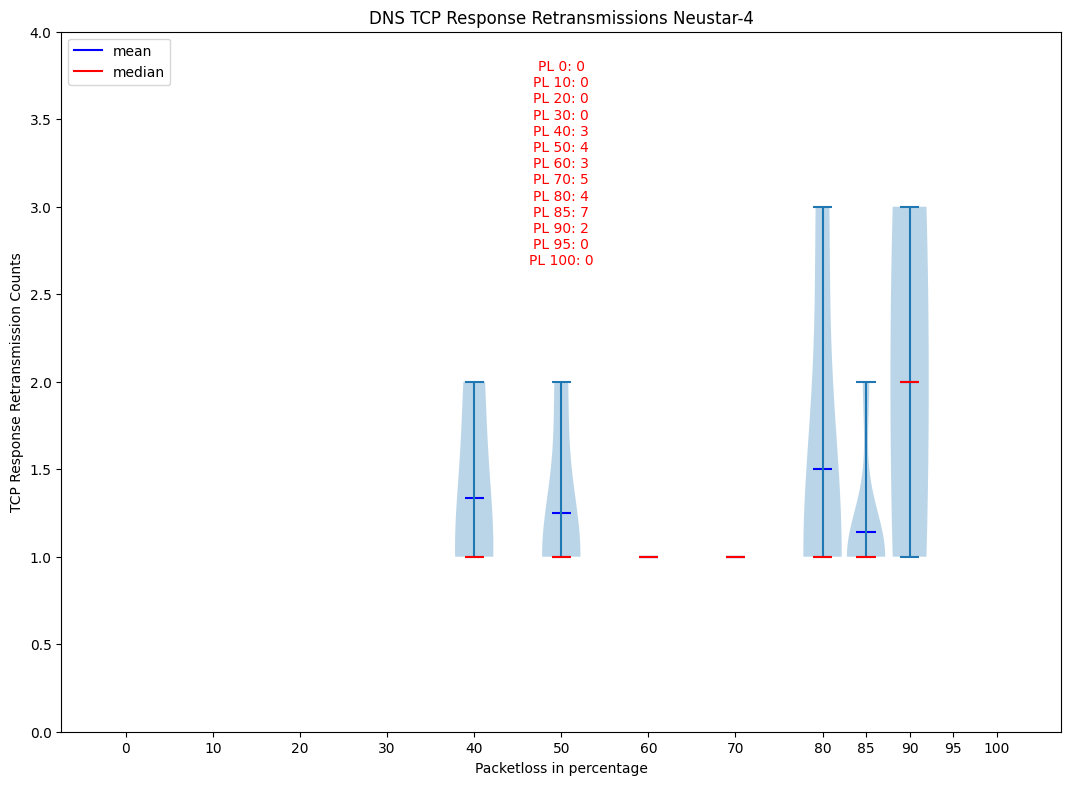 DNS TCP Response Retransmissions Neustar-4
mean
median
PL 0: 0
PL 10: 0
PL 20: 0
PL 30: 0
PL 40: 3
PL 50: 4
PL 60: 3
PL 70: 5
PL 80: 4
PL 85: 7
PL 90: 2
PL 95: 0
PL 100: 0
TCP Response Retransmission Counts
4.0
3.5
3.0
2.5
2.0
1.5
1.0
0.5
0.0
0 10 20 30 40 50 60 70 80 85 90 95 100
Packetloss in percentage